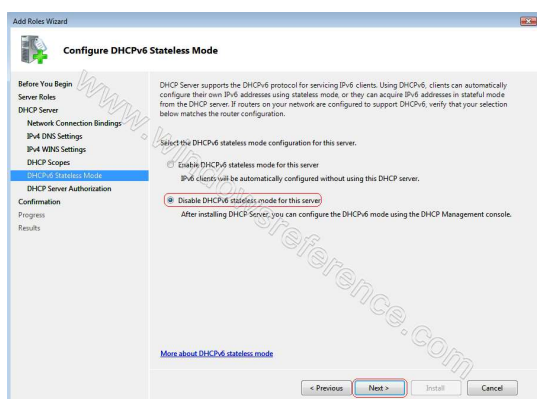 Add Roles Wizard
Configure DHCPv6 Stateless Mode
Before You Begin
Server Roles
DHCP Server
Network Connection Bindings
IPv4 DNS Settings
IPv4 WINS Settings
DHCP Scopes
DHCPv6 Stateless Mode
DHCP Server Authorization
Confirmation
Progress
Results
DHCP Server supports the DHCPv6 protocol for servicing IPv6 clients. Using DHCPv6, clients can automatically
configure their own IPv6 addresses using stateless mode, or they can acquire IPv6 addresses in stateful mode
from the DHCP server. If routers on your network are configured to support DHCPv6, verify that your selection
below matches the router configuration.
Select the DHCPv6 stateless mode configuration for this server.
Enable DHCPv6 stateless mode for this server
IPv6 clients will be automatically configured without using this DHCP server.
Disable DHCPv6 stateless mode for this server
After installing DHCP Server, you can configure the DHCPv6 mode using the DHCP Management console.
More about DHCPv6 stateless mode
< Previous
Next >
Install
Cancel
www.windowsreference.com